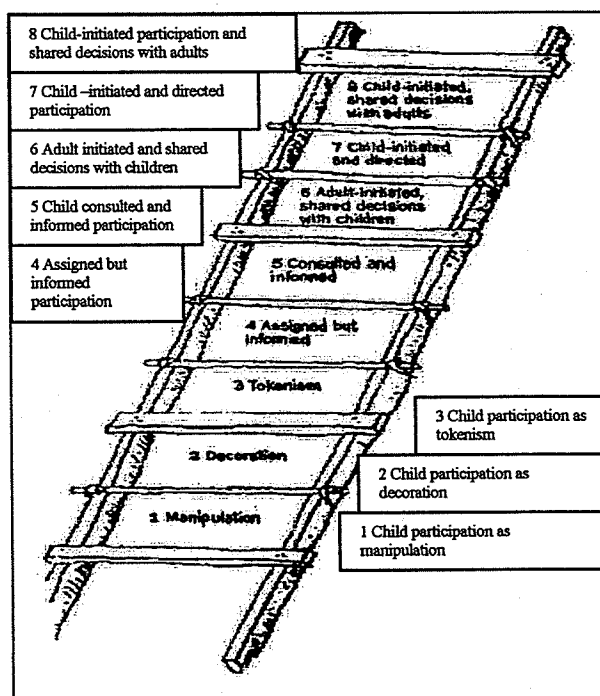 8 Child-initiated participation and
shared decisions with adults
7 Child –initiated and directed
participation
6 Adult initiated and shared
decisions with children
5 Child consulted and
informed participation
4 Assigned but
informed
participation
8 Child-initiated,
shared decisions
with adults
7 Child-initiated
and directed
6 Adult-initiated,
shared decisions
with children
5 Consulted and
informed
4 Assigned but
informed
3 Tokenism
2 Decoration
1 Manipulation
3 Child participation as
tokenism
2 Child participation as
decoration
1 Child participation as
manipulation